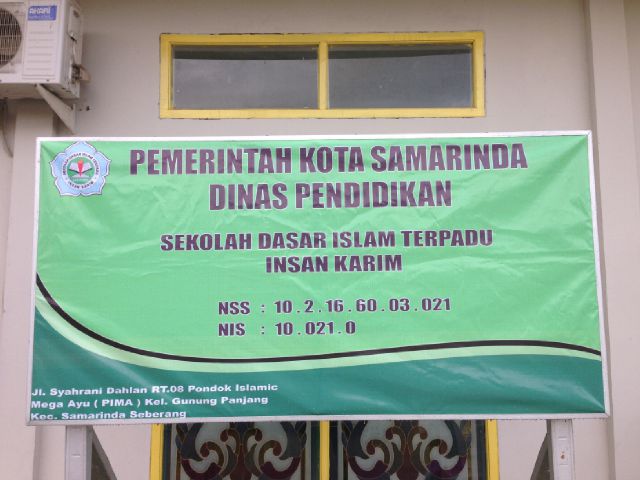 AKARI
PEMERINTAH KOTA SAMARINDA
DINAS PENDIDIKAN
SEKOLAH DASAR ISLAM TERPADU
INSAN KARIM
NSS : 10 . 2 . 16 . 60 . 03 . 021
NIS : 10 . 021 . 0
Jl. Syahrani Dahlan RT.08 Pondok Islamic
Mega Ayu ( PIMA ) Kel. Gunung Panjang
Kec. Samarinda Seberang